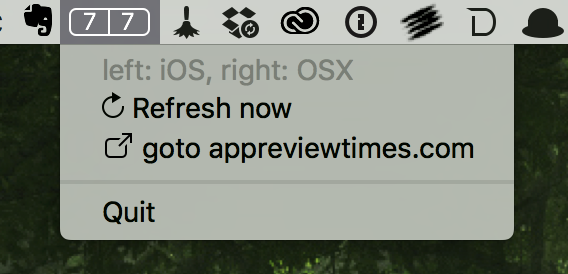 7 7
left: iOS, right: OSX
Refresh now
goto appreviewtimes.com
Quit